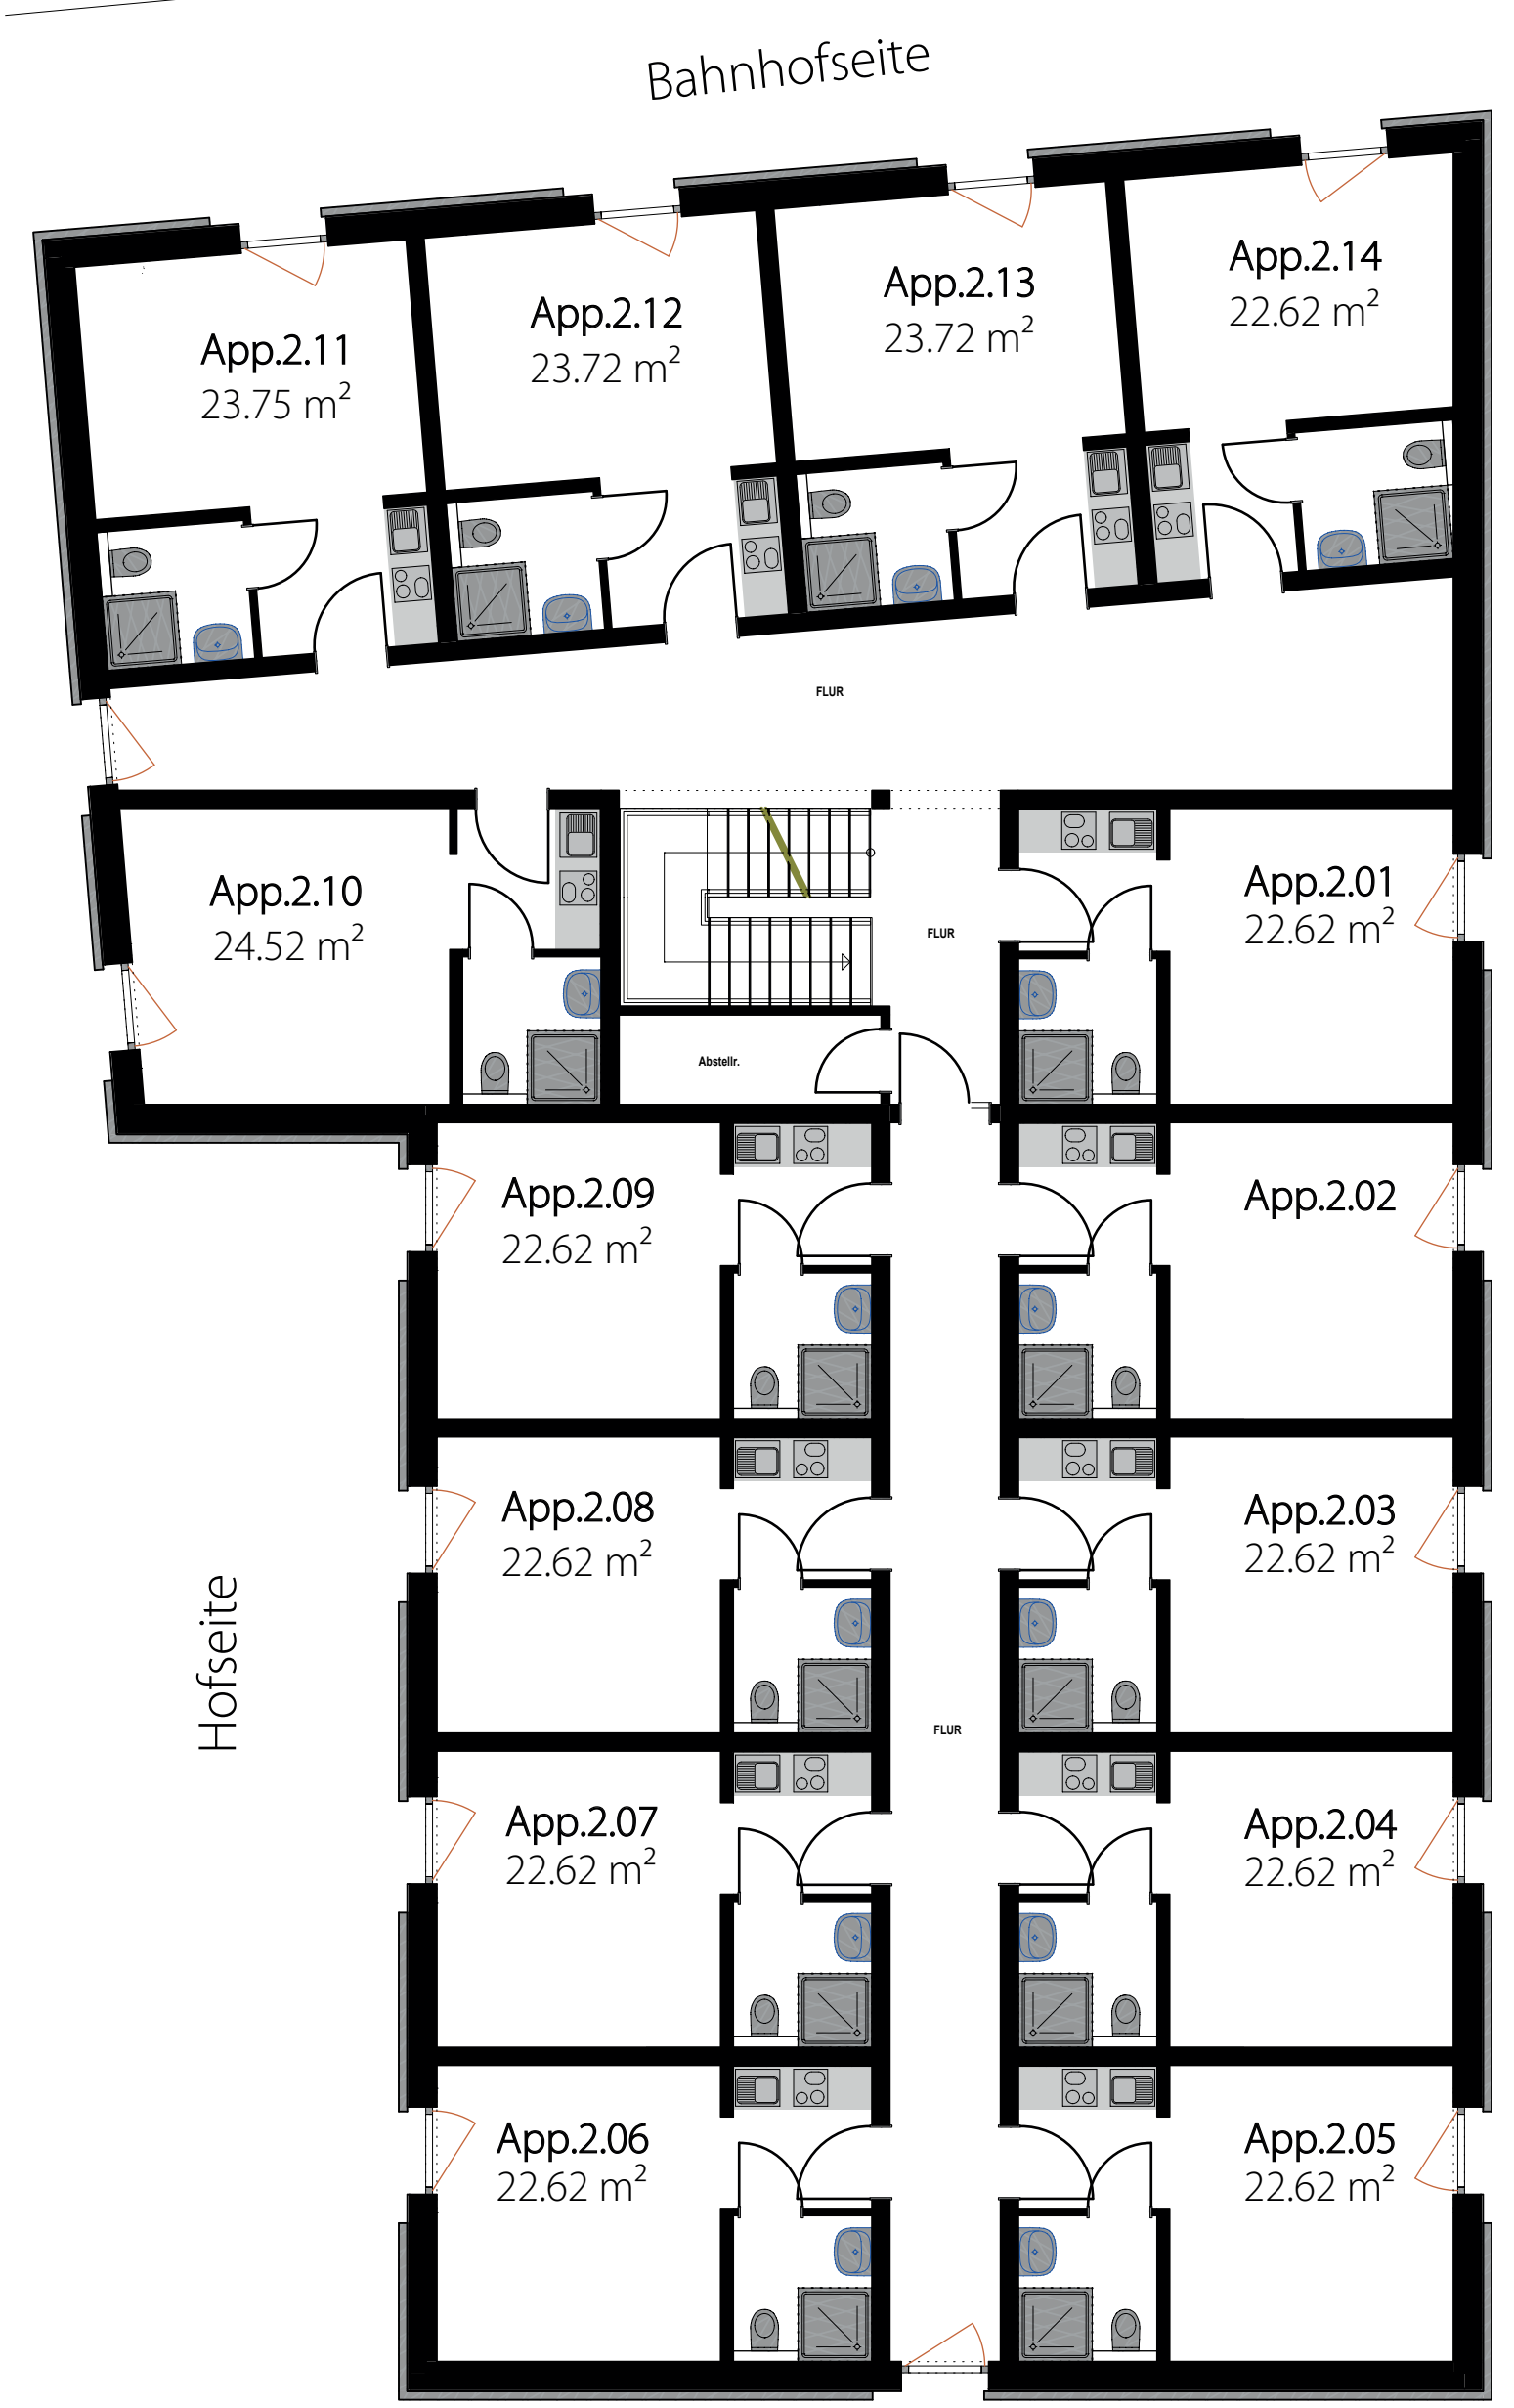 Bahnhofseite
App.2.14
22.62 m²
App.2.13
23.72 m²
App.2.12
23.72 m²
App.2.11
23.75 m²
FLUR
App.2.10
24.52 m²
App.2.01
22.62 m²
FLUR
Abstellr.
App.2.09
22.62 m²
App.2.02
App.2.08
22.62 m²
App.2.03
22.62 m²
Hofseite
FLUR
App.2.07
22.62 m²
App.2.04
22.62 m²
App.2.06
22.62 m²
App.2.05
22.62 m²